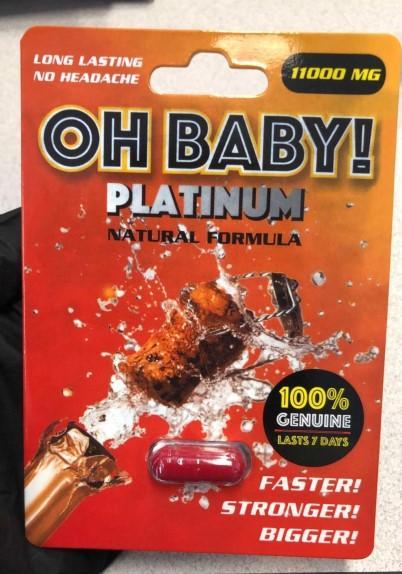 LONG LASTING
NO HEADACHE
11000 MG
OH BABY!
PLATINUM
NATURAL FORMULA
100%
GENUINE
LASTS 7 DAYS
FASTER!
STRONGER!
BIGGER!